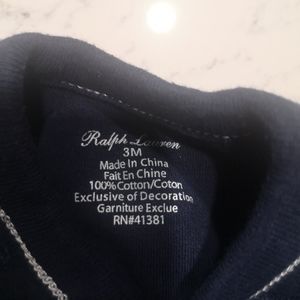 Ralph Lauren
3M
Made In China
Fait En Chine
100% Cotton/Coton
Exclusive of Decoration
Garniture Exclue
RN#41381